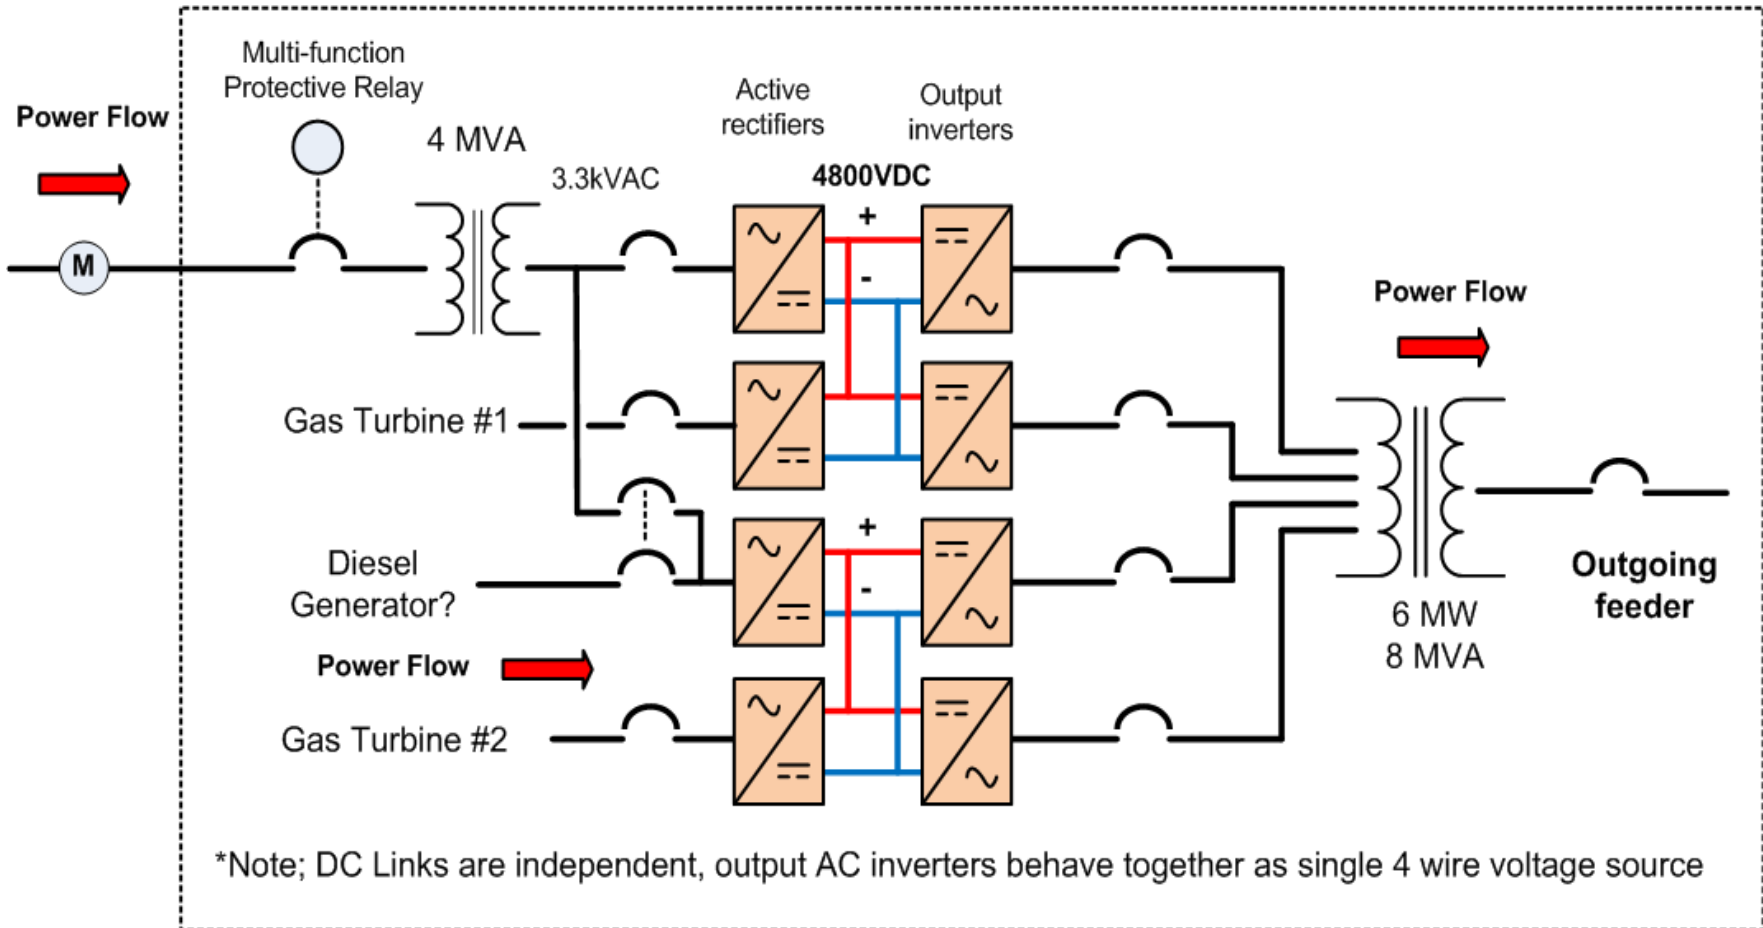 Multi-function
Protective Relay
Power Flow
4 MVA
3.3kVAC
Active
rectifiers
Output
inverters
4800VDC
+
-
M
Power Flow
Gas Turbine #1
Diesel
Generator?
+
-
Power Flow
Gas Turbine #2
6 MW
8 MVA
Outgoing
feeder
*Note; DC Links are independent, output AC inverters behave together as single 4 wire voltage source